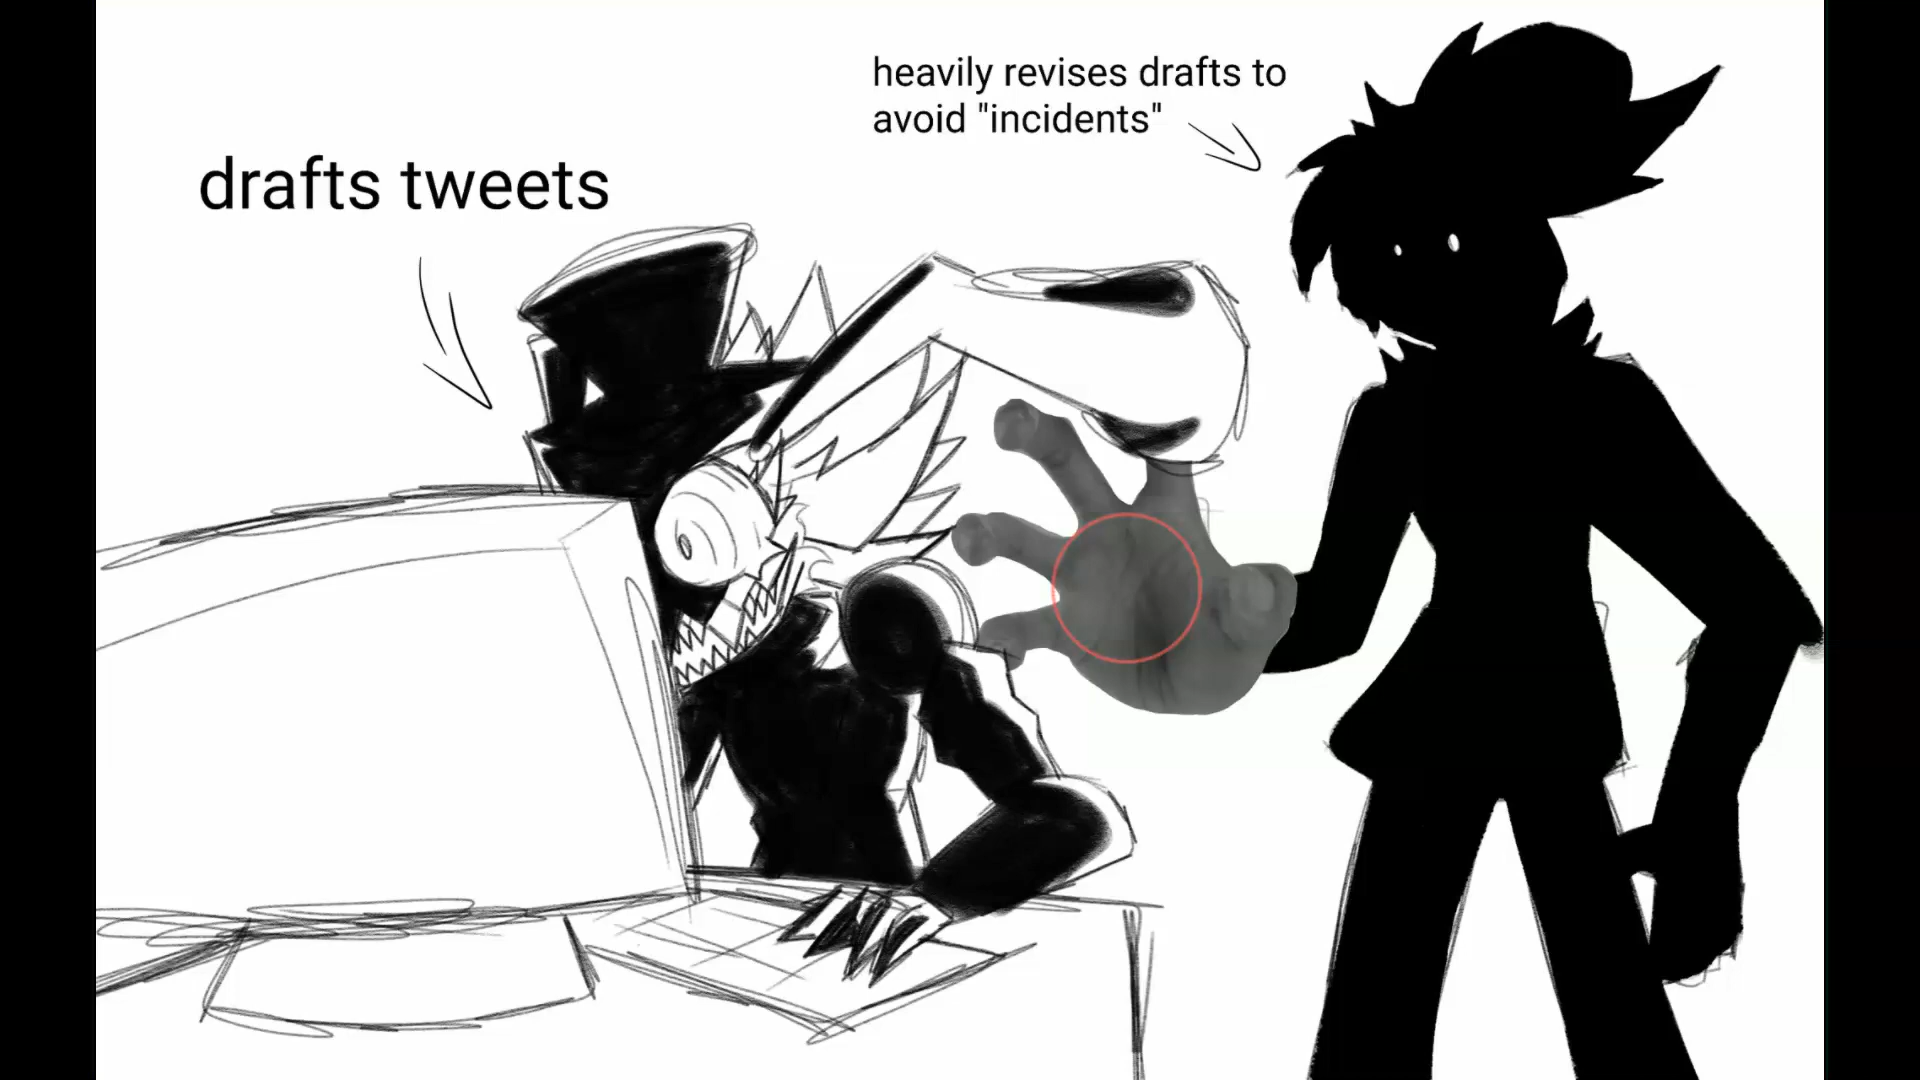 heavily revises drafts to
avoid "incidents"
drafts tweets